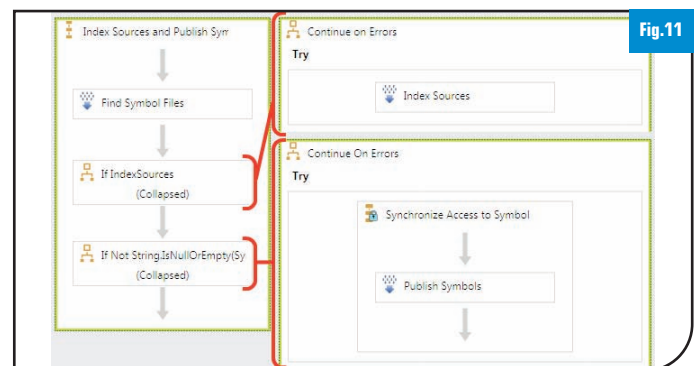 Fig.11
Index Sources and Publish Sym
Find Symbol Files
If IndexSources
(Collapsed)
If Not String.IsNullOrEmpty(Sy
(Collapsed)
Continue on Errors
Try
Index Sources
Continue On Errors
Try
Synchronize Access to Symbol
Publish Symbols